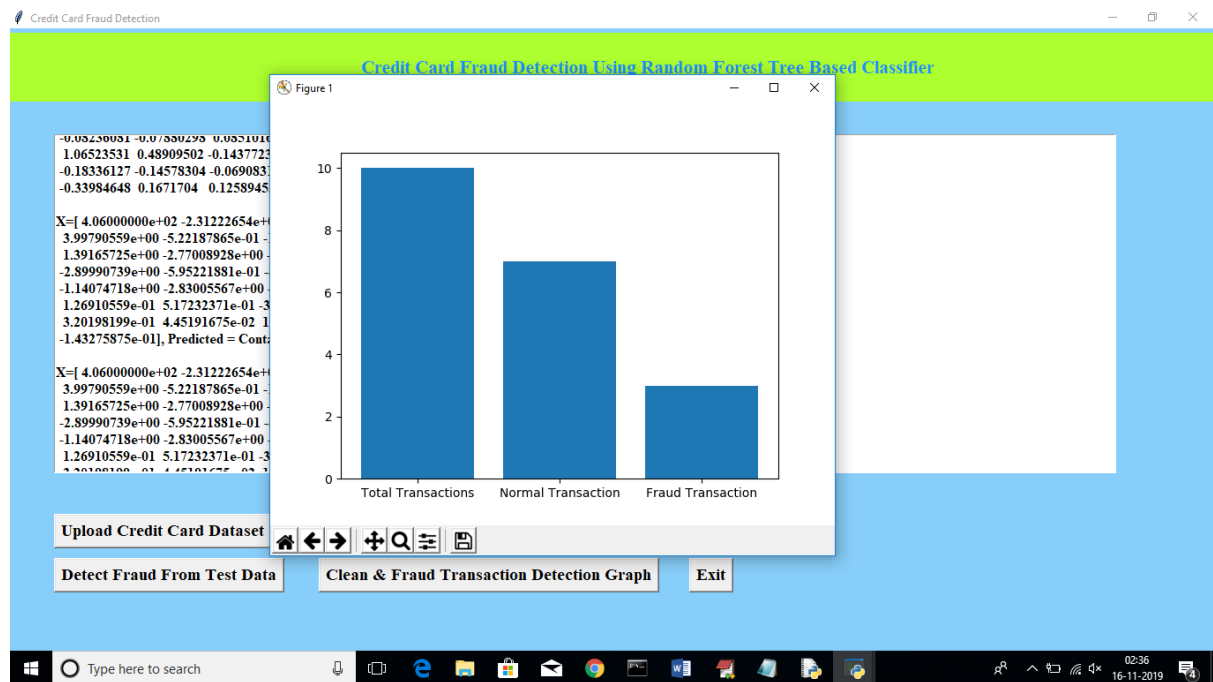 Credit Card Fraud Detection
Credit Card Fraud Detection Using Random Forest Tree Based Classifier
Figure 1
-0.08236081 -0.07880298 0.0851016
1.06523531 0.48909502 -0.1437723
-0.18336127 -0.14578304 -0.0690831
-0.33984648 0.1671704 0.1258945
X=[ 4.06000000e+02 -2.31222654e+
3.99790559e+00 -5.22187865e-01 -
1.39165725e+00 -2.77008928e+00 -
-2.89990739e+00 -5.95221881e-01 -
-1.14074718e+00 -2.83005567e+00 -
1.26910559e-01 5.17232371e-01 -3
3.20198199e-01 4.45191675e-02 1
-1.43275875e-01], Predicted = Cont
X=[ 4.06000000e+02 -2.31222654e+
3.99790559e+00 -5.22187865e-01 -
1.39165725e+00 -2.77008928e+00 -
-2.89990739e+00 -5.95221881e-01 -
-1.14074718e+00 -2.83005567e+00 -
1.26910559e-01 5.17232371e-01 -3
10
8
6
4
2
0
Total Transactions Normal Transaction Fraud Transaction
Upload Credit Card Dataset
Detect Fraud From Test Data Clean & Fraud Transaction Detection Graph Exit
Type here to search
02:36
16-11-2019
4